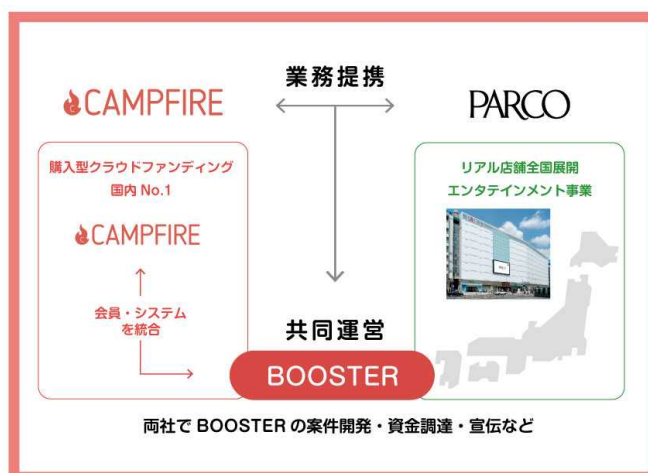 業務提携
CAMPFIRE
PARCO
購入型クラウドファンディング
国内 No.1
CAMPFIRE
会員・システム
を統合
リアル店舗全国展開
エンタテインメント事業
共同運営
BOOSTER
両社で BOOSTER の案件開発・資金調達・宣伝など